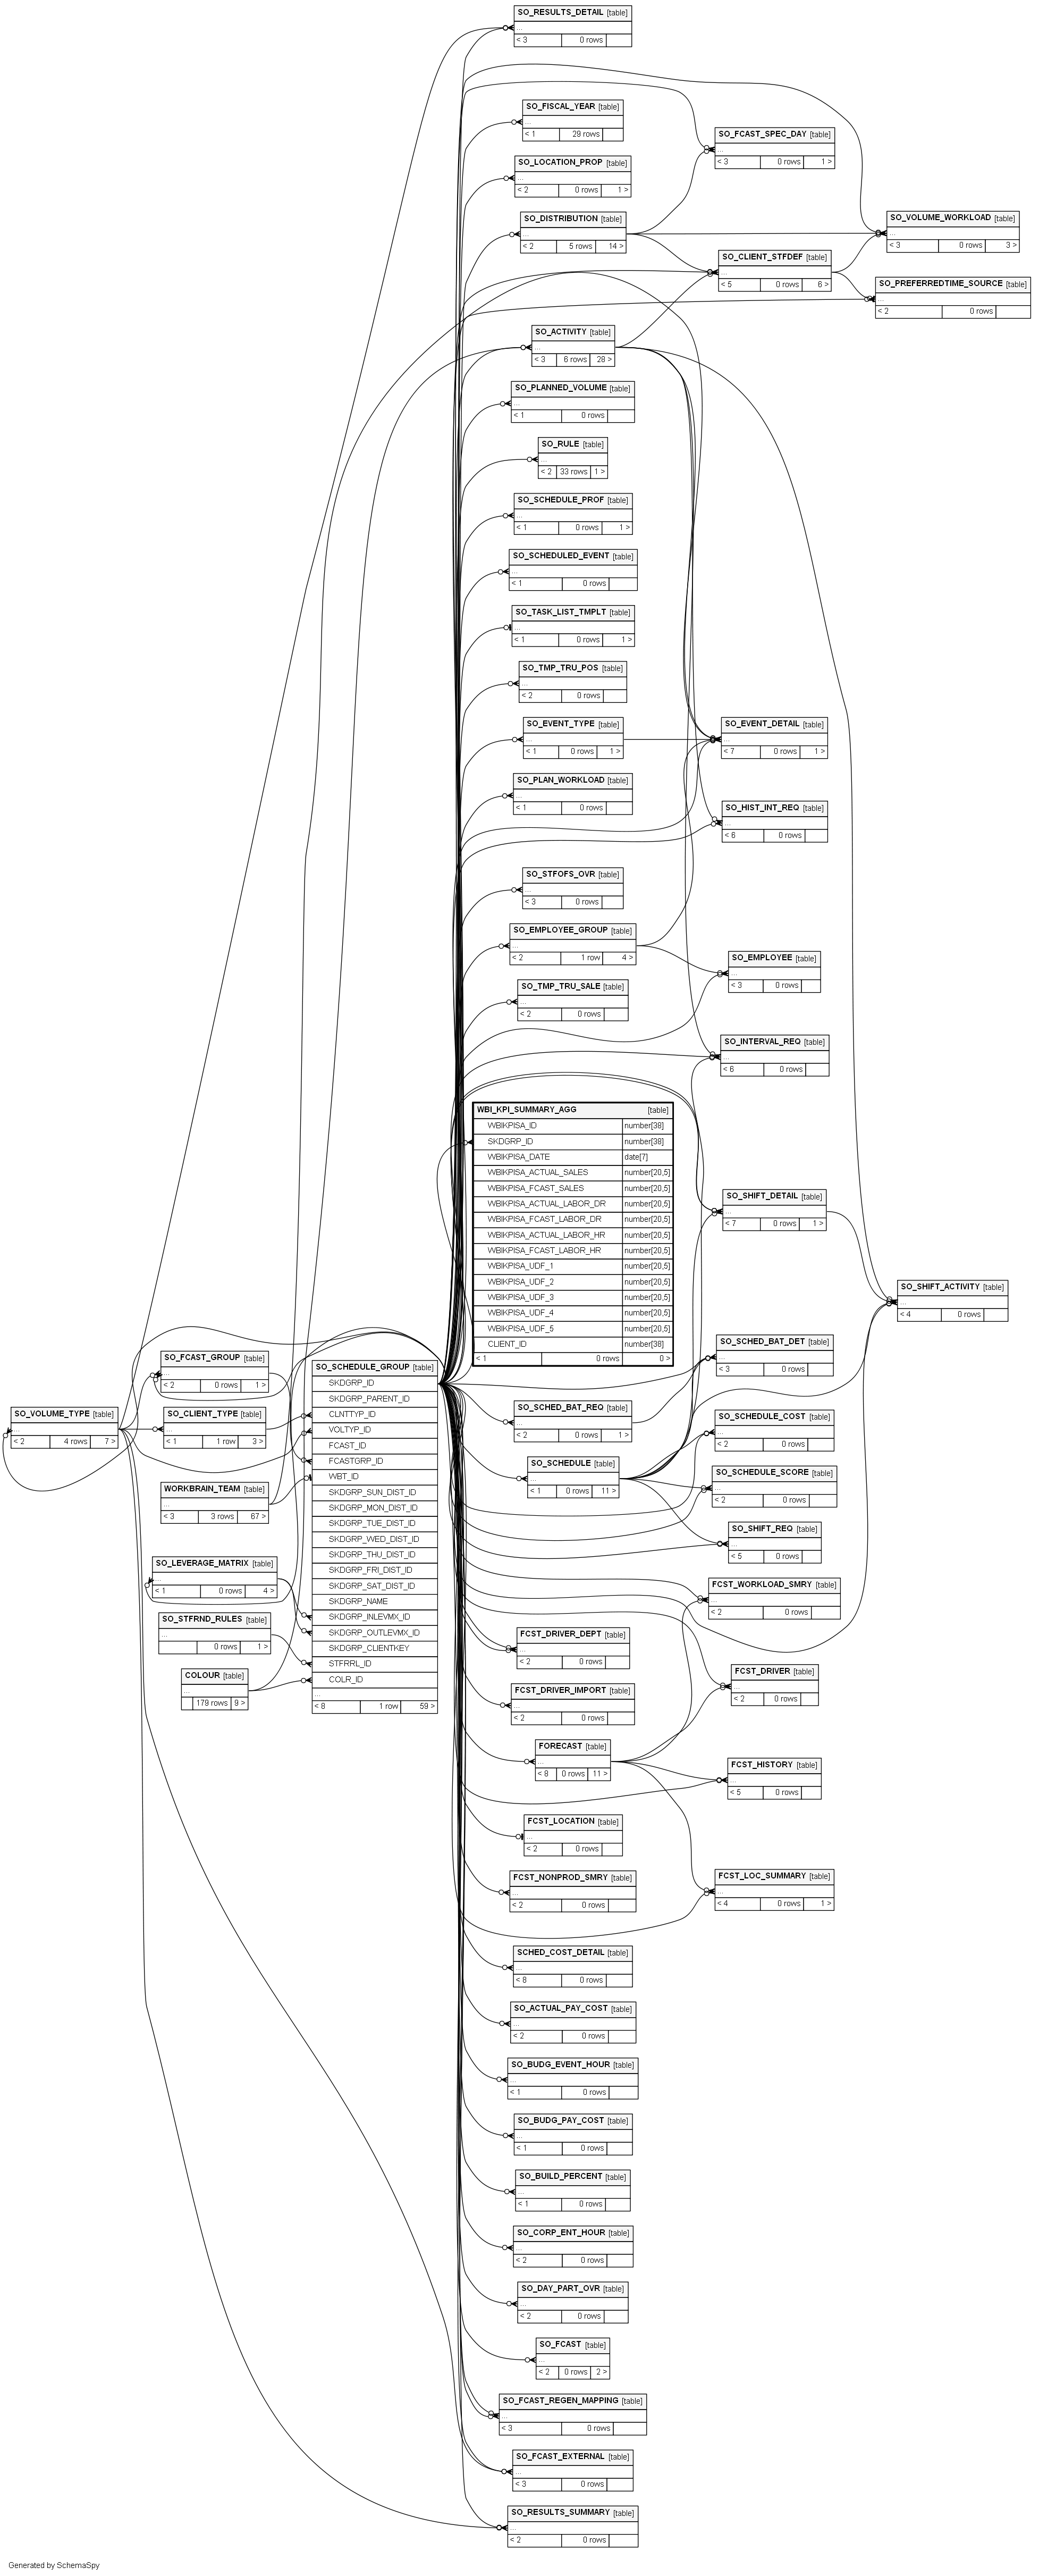 SO_RESULTS_DETAIL [table]
...
< 3 0 rows
SO_FISCAL_YEAR [table]
...
< 1 29 rows
SO_LOCATION_PROP [table]
...
< 2 0 rows 1 >
SO_DISTRIBUTION [table]
...
< 2 5 rows 14 >
SO_FCAST_SPEC_DAY [table]
...
< 3 0 rows 1 >
SO_VOLUME_WORKLOAD [table]
...
< 3 0 rows 3 >
SO_CLIENT_STFDEF [table]
...
< 5 0 rows 6 >
SO_PREFERREDTIME_SOURCE [table]
...
< 2 0 rows
SO_ACTIVITY [table]
...
< 3 6 rows 28 >
SO_PLANNED_VOLUME [table]
...
< 1 0 rows
SO_RULE [table]
...
< 2 33 rows 1 >
SO_SCHEDULE_PROF [table]
...
< 1 0 rows 1 >
SO_SCHEDULED_EVENT [table]
...
< 1 0 rows
SO_TASK_LIST_TMPLT [table]
...
< 1 0 rows 1 >
SO_TMP_TRU_POS [table]
...
< 2 0 rows
SO_EVENT_TYPE [table]
...
< 1 0 rows 1 >
SO_EVENT_DETAIL [table]
...
< 7 0 rows 1 >
SO_PLAN_WORKLOAD [table]
...
< 1 0 rows
SO_HIST_INT_REQ [table]
...
< 6 0 rows
SO_STFOFS_OVR [table]
...
< 3 0 rows
SO_EMPLOYEE_GROUP [table]
...
< 2 1 row 4 >
SO_EMPLOYEE [table]
...
< 3 0 rows
SO_TMP_TRU_SALE [table]
...
< 2 0 rows
SO_INTERVAL_REQ [table]
...
< 6 0 rows
WBI_KPI_SUMMARY_AGG [table]
WBIKPISA_ID number[38]
SKDGRP_ID number[38]
WBIKPISA_DATE date[7]
WBIKPISA_ACTUAL_SALES number[20,5]
WBIKPISA_FCAST_SALES number[20,5]
WBIKPISA_ACTUAL_LABOR_DR number[20,5]
WBIKPISA_FCAST_LABOR_DR number[20,5]
WBIKPISA_ACTUAL_LABOR_HR number[20,5]
WBIKPISA_FCAST_LABOR_HR number[20,5]
WBIKPISA_UDF_1 number[20,5]
WBIKPISA_UDF_2 number[20,5]
WBIKPISA_UDF_3 number[20,5]
WBIKPISA_UDF_4 number[20,5]
WBIKPISA_UDF_5 number[20,5]
CLIENT_ID number[38]
< 1 0 rows 0 >
SO_SHIFT_DETAIL [table]
...
< 7 0 rows 1 >
SO_SHIFT_ACTIVITY [table]
...
< 4 0 rows
SO_SCHED_BAT_DET [table]
...
< 3 0 rows
SO_FCAST_GROUP [table]
...
< 2 0 rows 1 >
SO_VOLUME_TYPE [table]
...
< 2 4 rows 7 >
SO_CLIENT_TYPE [table]
...
< 1 1 row 3 >
WORKBRAIN_TEAM [table]
...
< 3 3 rows 67 >
SO_LEVERAGE_MATRIX [table]
...
< 1 0 rows 4 >
SO_STFRND_RULES [table]
...
0 rows 1 >
COLOUR [table]
...
179 rows 9 >
SO_SCHEDULE_GROUP [table]
SKDGRP_ID
SKDGRP_PARENT_ID
CLNTTYP_ID
VOLTYP_ID
FCAST_ID
FCASTGRP_ID
WBT_ID
SKDGRP_SUN_DIST_ID
SKDGRP_MON_DIST_ID
SKDGRP_TUE_DIST_ID
SKDGRP_WED_DIST_ID
SKDGRP_THU_DIST_ID
SKDGRP_FRI_DIST_ID
SKDGRP_SAT_DIST_ID
SKDGRP_NAME
SKDGRP_INLEVMX_ID
SKDGRP_OUTLEVMX_ID
SKDGRP_CLIENTKEY
STFRRL_ID
COLR_ID
...
< 8 1 row 59 >
SO_SCHED_BAT_REQ [table]
...
< 2 0 rows 1 >
SO_SCHEDULE_COST [table]
...
< 2 0 rows
SO_SCHEDULE [table]
...
< 1 0 rows 11 >
SO_SCHEDULE_SCORE [table]
...
< 2 0 rows
SO_SHIFT_REQ [table]
...
< 5 0 rows
FCST_WORKLOAD_SMRY [table]
...
< 2 0 rows
FCST_DRIVER_DEPT [table]
...
< 2 0 rows
FCST_DRIVER [table]
...
< 2 0 rows
FCST_DRIVER_IMPORT [table]
...
< 2 0 rows
FORECAST [table]
...
< 8 0 rows 11 >
FCST_HISTORY [table]
...
< 5 0 rows
FCST_LOCATION [table]
...
< 2 0 rows
FCST_NONPROD_SMRY [table]
...
< 2 0 rows
FCST_LOC_SUMMARY [table]
...
< 4 0 rows 1 >
SCHED_COST_DETAIL [table]
...
< 8 0 rows
SO_ACTUAL_PAY_COST [table]
...
< 2 0 rows
SO_BUDG_EVENT_HOUR [table]
...
< 1 0 rows
SO_BUDG_PAY_COST [table]
...
< 1 0 rows
SO_BUILD_PERCENT [table]
...
< 1 0 rows
SO_CORP_ENT_HOUR [table]
...
< 2 0 rows
SO_DAY_PART_OVR [table]
...
< 2 0 rows
SO_FCAST [table]
...
< 2 0 rows 2 >
SO_FCAST_REGEN_MAPPING [table]
...
< 3 0 rows
SO_FCAST_EXTERNAL [table]
...
< 3 0 rows
SO_RESULTS_SUMMARY [table]
...
< 2 0 rows
Generated by SchemaSpy